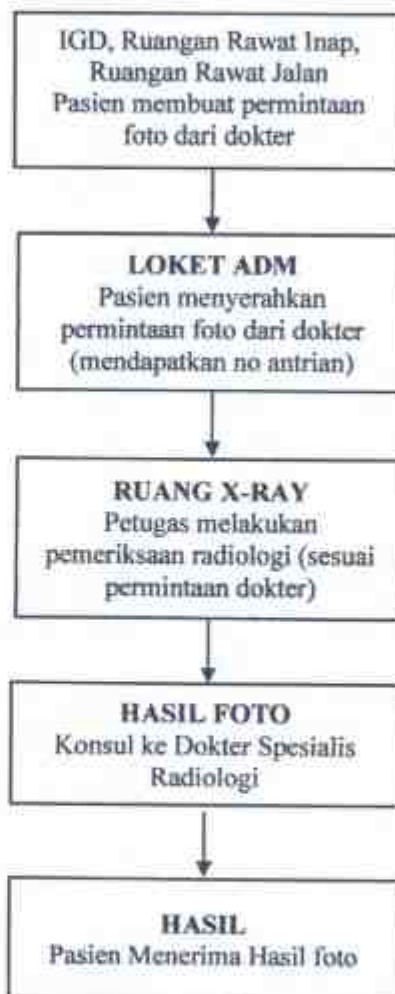 IGD, Ruangan Rawat Inap,
Ruangan Rawat Jalan
Pasien membuat permintaan
foto dari dokter
LOKET ADM
Pasien menyerahkan
permintaan foto dari dokter
(mendapatkan no antrian)
RUANG X-RAY
Petugas melakukan
pemeriksaan radiologi (sesuai
permintaan dokter)
HASIL FOTO
Konsul ke Dokter Spesialis
Radiologi
HASIL
Pasien Menerima Hasil foto